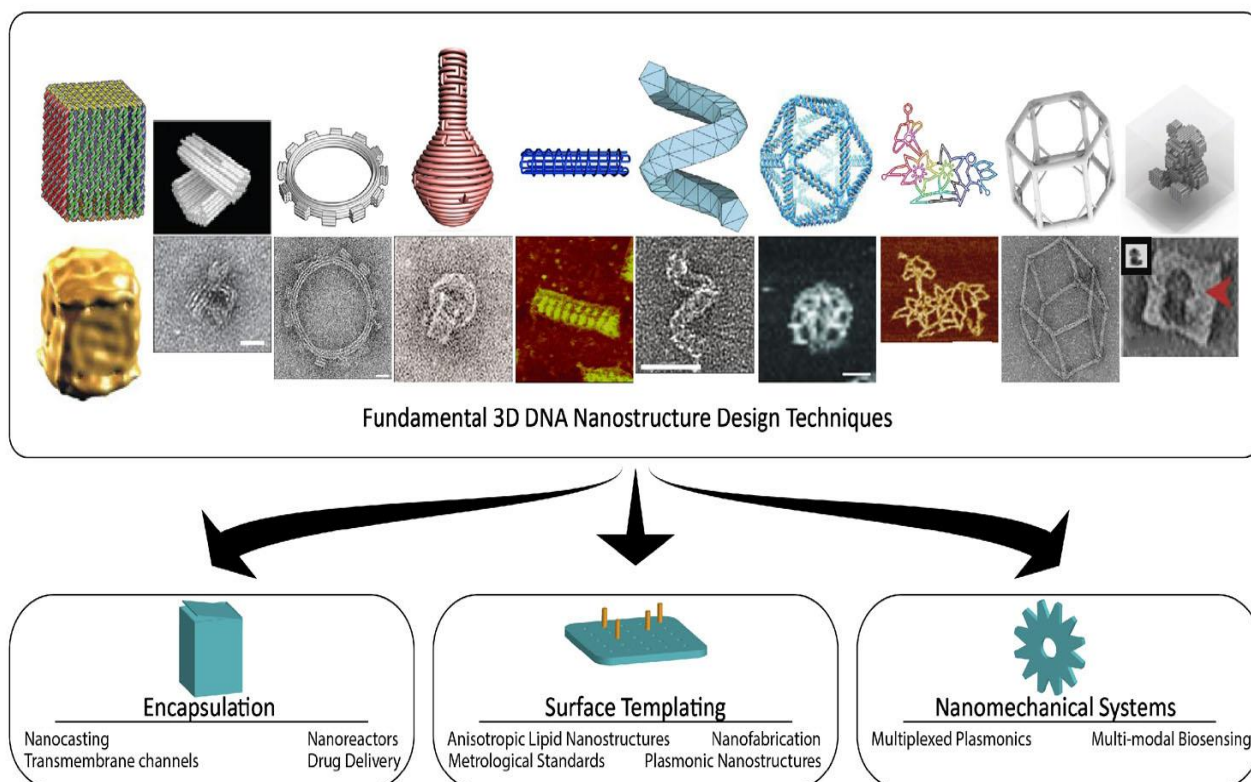 Fundamental 3D DNA Nanostructure Design Techniques
Encapsulation
Nanocasting
Nanoreactors
Transmembrane channels
Drug Delivery
Surface Templating
Anisotropic Lipid Nanostructures
Nanofabrication
Metrological Standards
Plasmonic Nanostructures
Nanomechanical Systems
Multiplexed Plasmonics
Multi-modal Biosensing